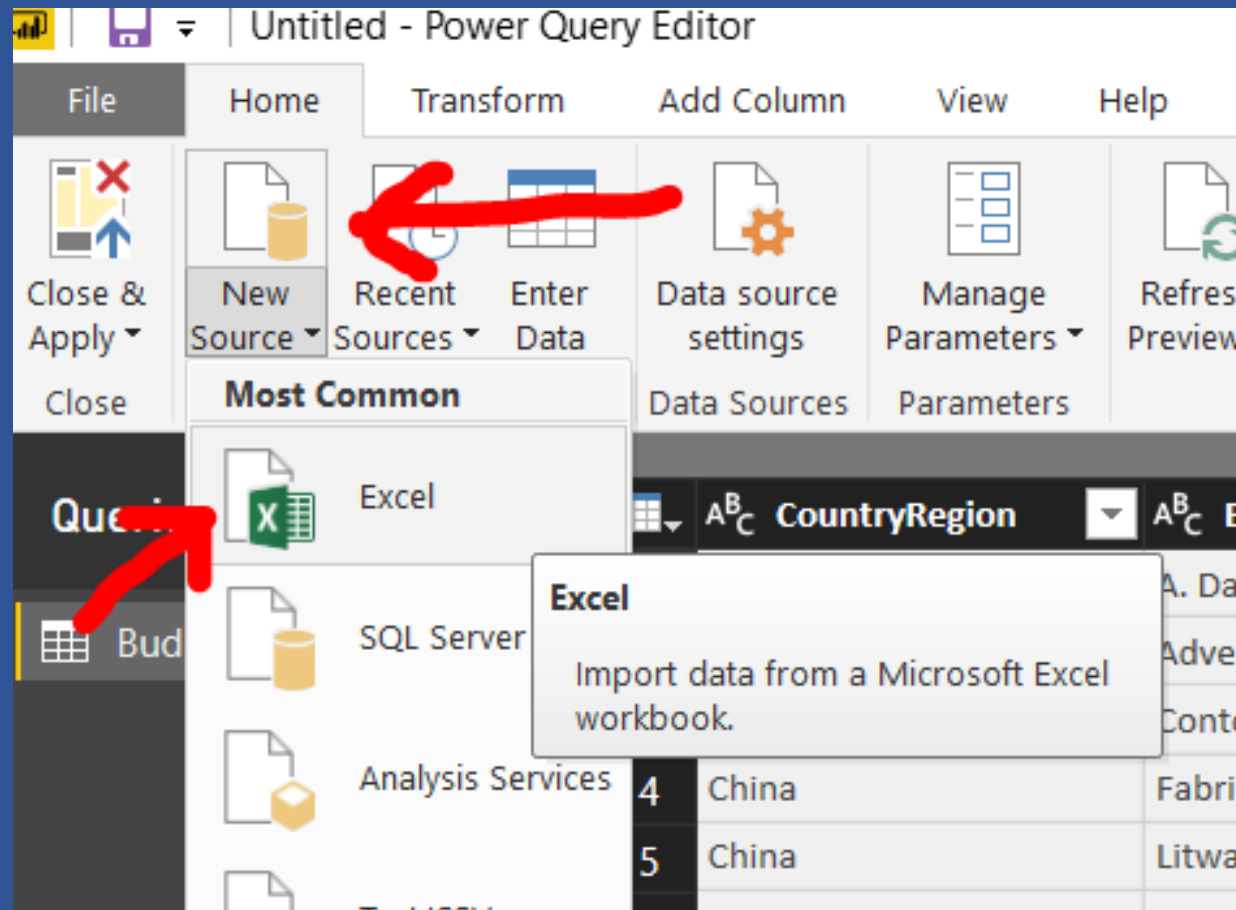 Untitled - Power Query Editor
File Home Transform Add Column View Help
Close & Apply
New Source
Recent Sources
Enter Data
Data source settings
Manage Parameters
Close
Data Sources
Parameters
Most Common
Excel
SQL Server
Analysis Services
CountryRegion
Excel
Import data from a Microsoft Excel
workbook.
4 China
5 China